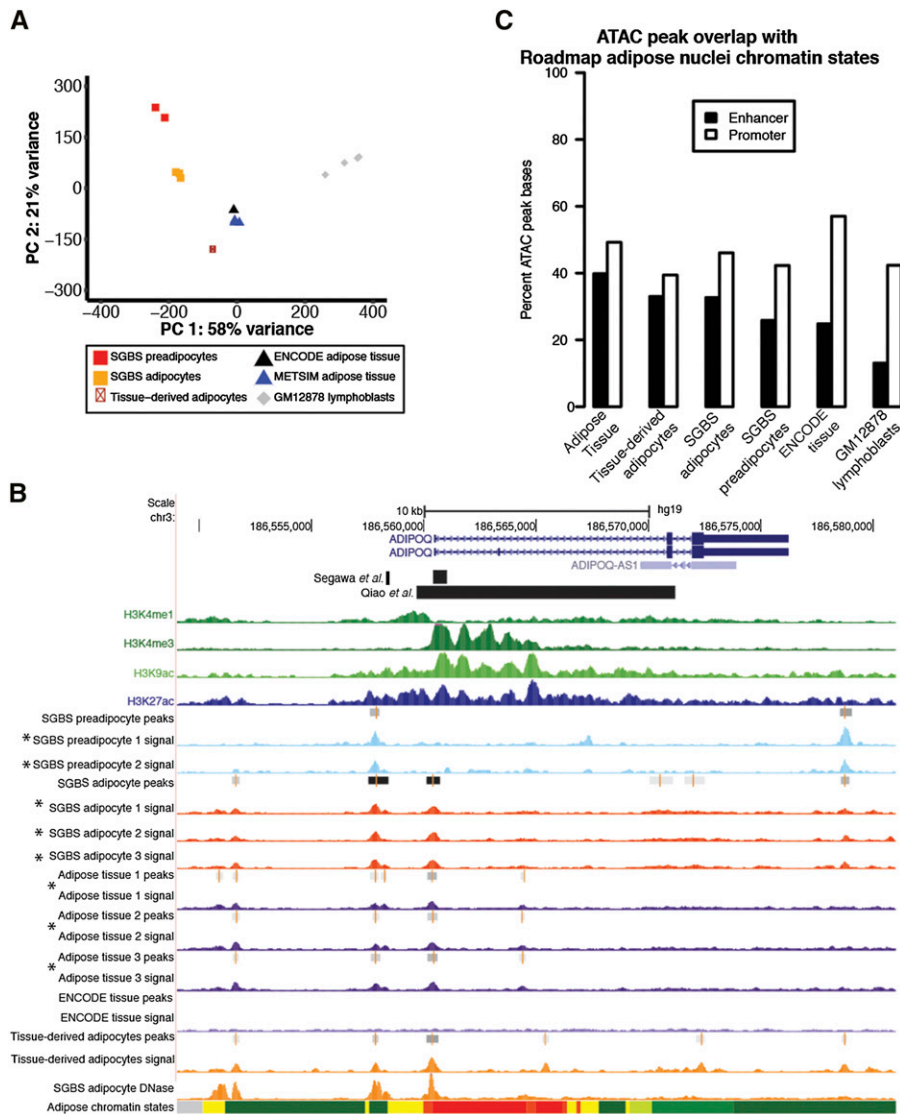 A
300
150
0
−150
−300
PC 2: 21% variance
−400
−200
0
200
400
PC 1: 58% variance
SGBS preadipocytes
SGBS adipocytes
Tissue−derived adipocytes
ENCODE adipose tissue
METSIM adipose tissue
GM12878 lymphoblasts
C
ATAC peak overlap with
Roadmap adipose nuclei chromatin states
100
80
60
40
20
0
Percent ATAC peak bases
Enhancer
Promoter
Adipose
Tissue
Tissue-derived
adipocytes
SGBS
adipocytes
SGBS
preadipocytes
ENCODE
tissue
GM12878
lymphoblasts
B
Scale
10 kb
hg19
chr3:
186,555,000
186,560,000
186,565,000
186,570,000
186,575,000
186,580,000
ADIPOQ
ADIPOQ
ADIPOQ-AS1
Segawa et al.
Qiao et al.
H3K4me1
H3K4me3
H3K9ac
H3K27ac
SGBS preadipocyte peaks
* SGBS preadipocyte 1 signal
* SGBS preadipocyte 2 signal
SGBS adipocyte peaks
* SGBS adipocyte 1 signal
* SGBS adipocyte 2 signal
* SGBS adipocyte 3 signal
Adipose tissue 1 peaks
* Adipose tissue 1 signal
Adipose tissue 2 peaks
* Adipose tissue 2 signal
Adipose tissue 3 peaks
* Adipose tissue 3 signal
ENCODE tissue peaks
ENCODE tissue signal
Tissue-derived adipocytes peaks
Tissue-derived adipocytes signal
SGBS adipocyte DNase
Adipose chromatin states